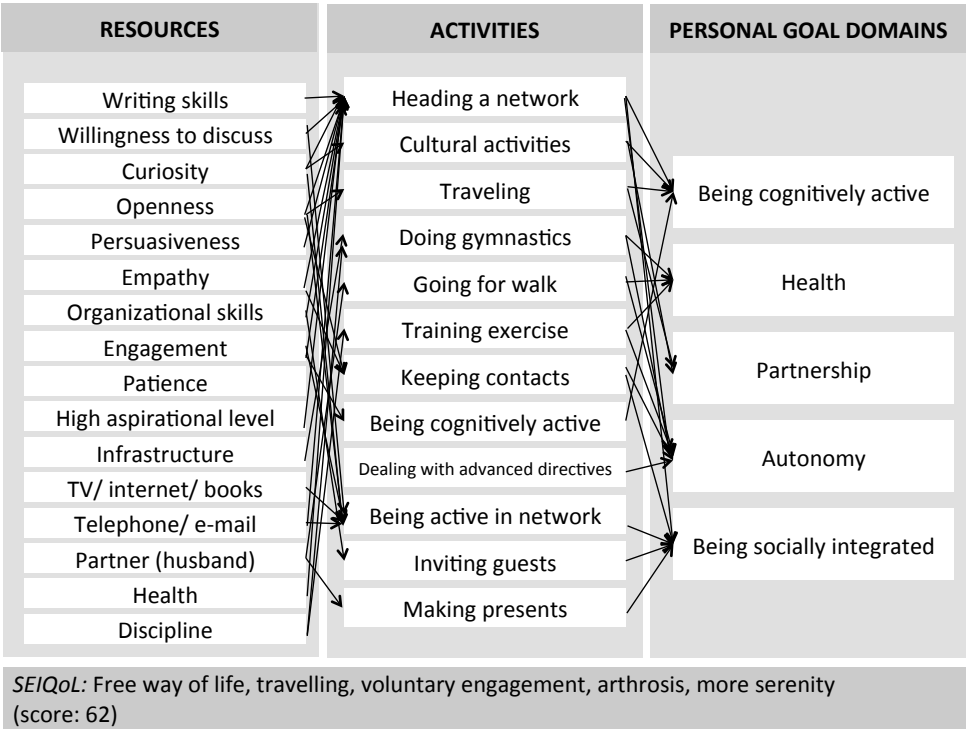 RESOURCES
Writing skills
Willingness to discuss
Curiosity
Openness
Persuasiveness
Empathy
Organizational skills
Engagement
Patience
High aspirational level
Infrastructure
TV/ internet/ books
Telephone/ e-mail
Partner (husband)
Health
Discipline
ACTIVITIES
Heading a network
Cultural activities
Traveling
Doing gymnastics
Going for walk
Training exercise
Keeping contacts
Being cognitively active
Dealing with advanced directives
Being active in network
Inviting guests
Making presents
PERSONAL GOAL DOMAINS
Being cognitively active
Health
Partnership
Autonomy
Being socially integrated
SEIQoL: Free way of life, travelling, voluntary engagement, arthrosis, more serenity
(score: 62)